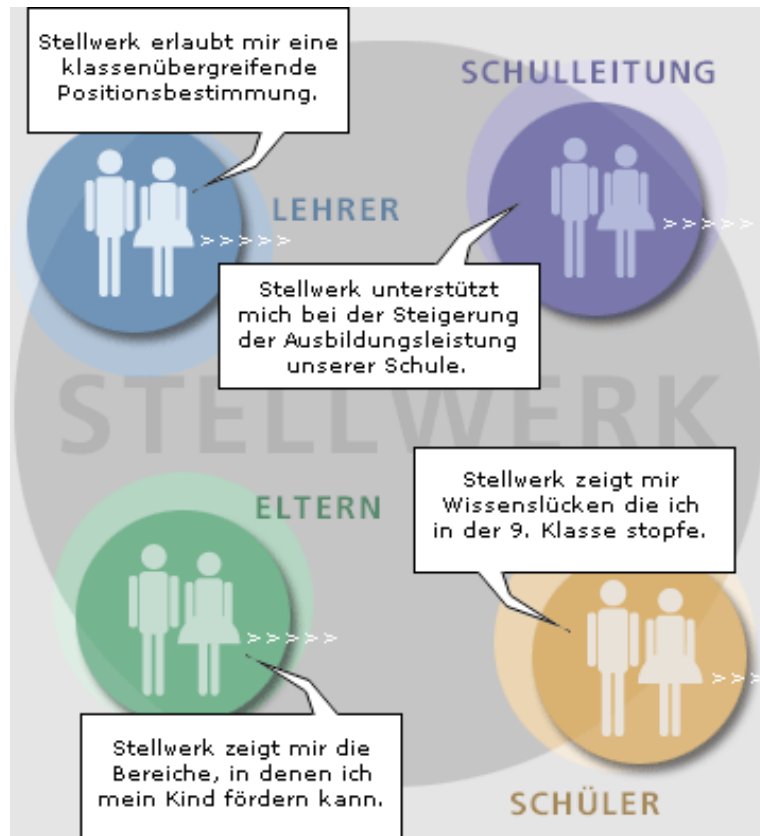 Stellwerk erlaubt mir eine
klassenübergreifende
Positionsbestimmung.
SCHULLEITUNG
LEHRER
>>>>>
>>>>>
Stellwerk unterstützt
mich bei der Steigerung
der Ausbildungsleistung
unserer Schule.
STELLWERK
Stellwerk zeigt mir
Wissenslücken die ich
in der 9. Klasse stopfe.
ELTERN
>>>>>
>>>
Stellwerk zeigt mir die
Bereiche, in denen ich
mein Kind fördern kann.
SCHÜLER